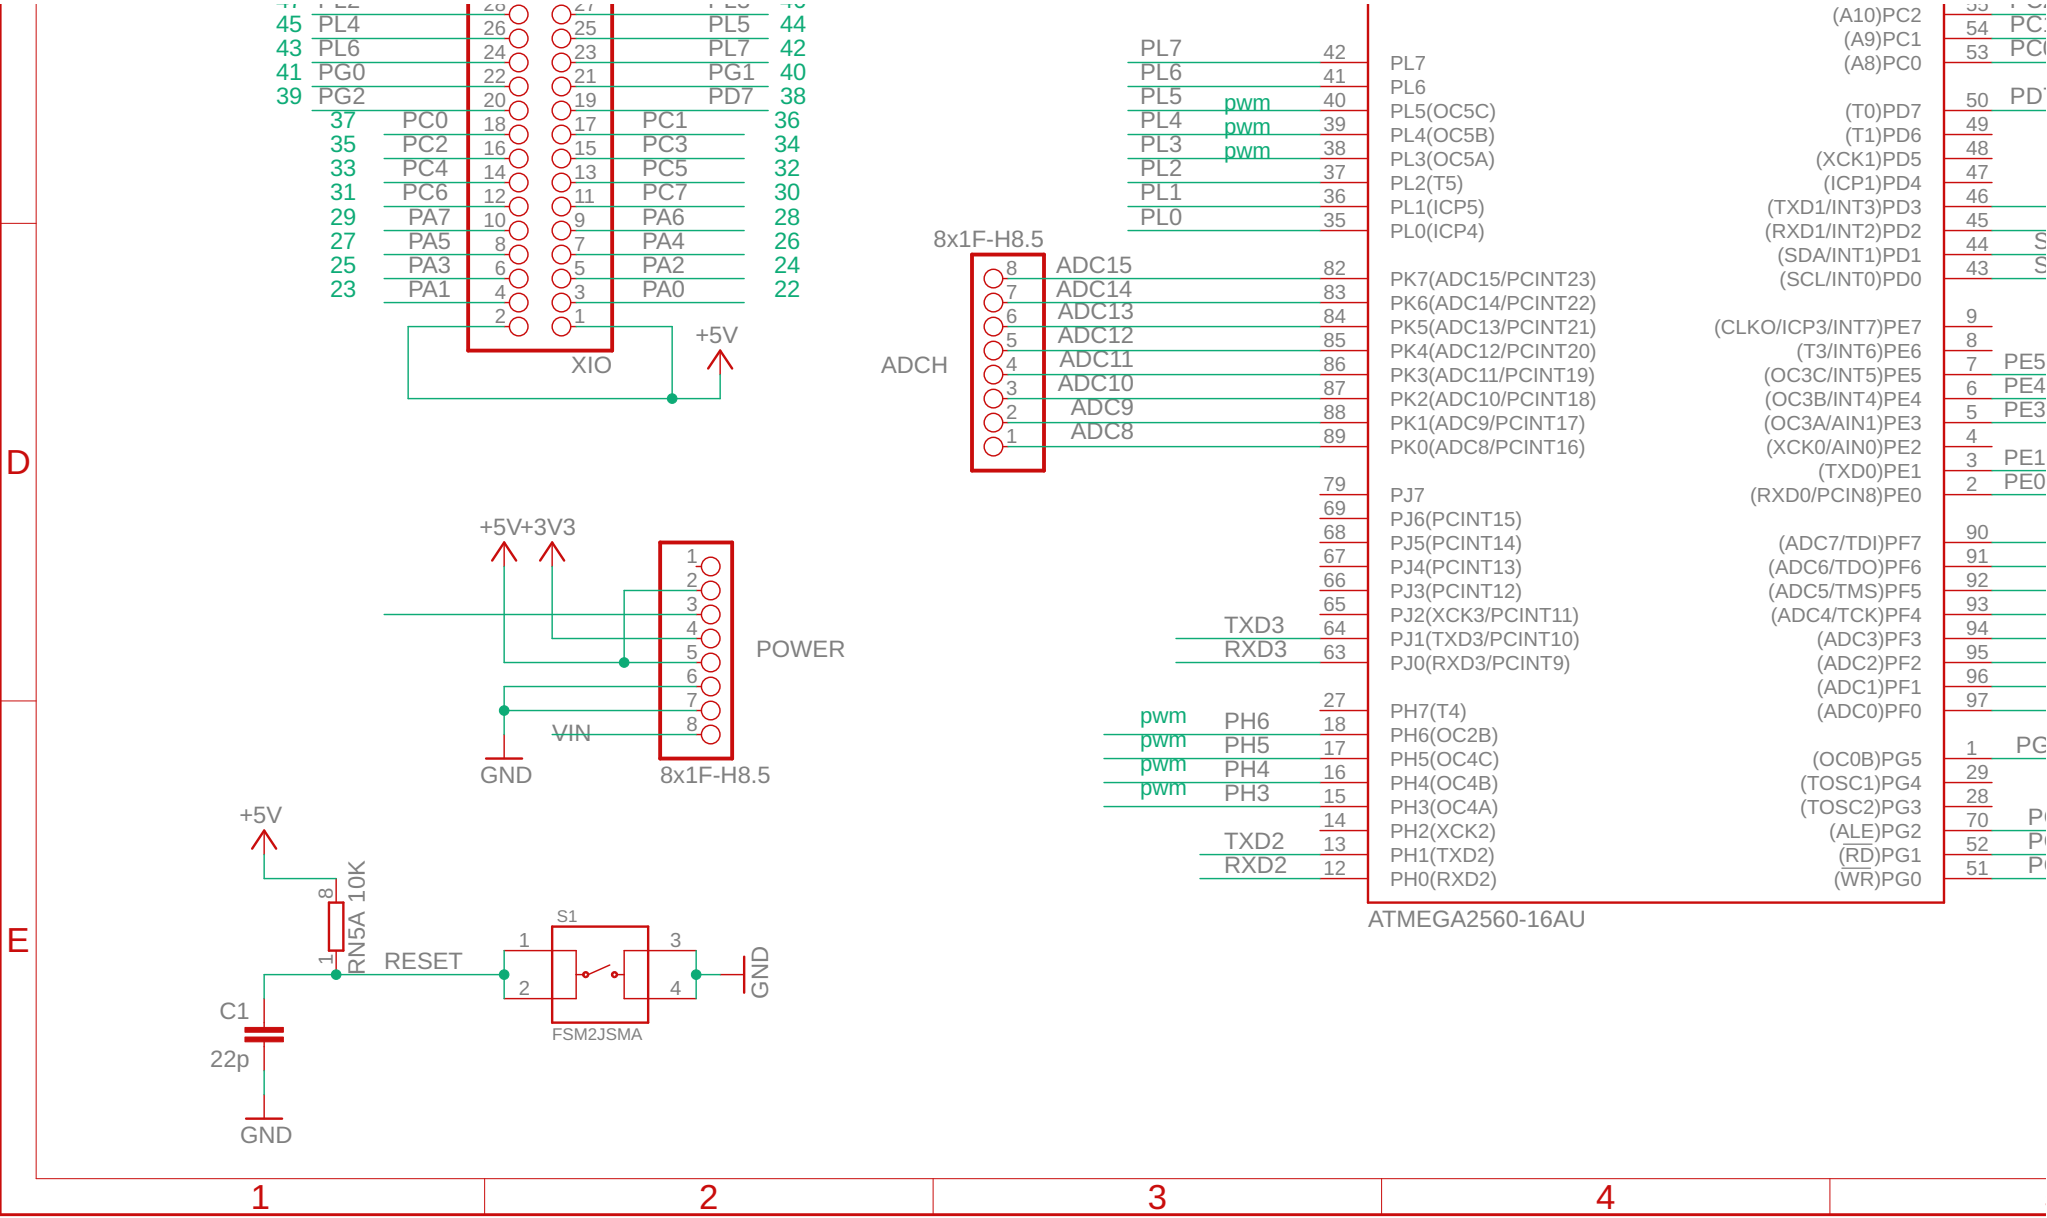 28 27
45 PL4 26 25 PL5 44
43 PL6 24 23 PL7 42
41 PG0 22 21 PG1 40
39 PG2 20 19 PD7 38
37 PC0 18 17 PC1 36
35 PC2 16 15 PC3 34
33 PC4 14 13 PC5 32
31 PC6 12 11 PC7 30
29 PA7 10 9 PA6 28
27 PA5 8 7 PA4 26
25 PA3 6 5 PA2 24
23 PA1 4 3 PA0 22
2 1
XIO
+5V
8x1F-H8.5
ADCH
8 ADC15
7 ADC14
6 ADC13
5 ADC12
4 ADC11
3 ADC10
2 ADC9
1 ADC8
PL7 42 PL7
PL6 41 PL6
PL5 pwm 40 PL5(OC5C)
PL4 pwm 39 PL4(OC5B)
PL3 pwm 38 PL3(OC5A)
PL2 37 PL2(T5)
PL1 36 PL1(ICP5)
PL0 35 PL0(ICP4)
82 PK7(ADC15/PCINT23)
83 PK6(ADC14/PCINT22)
84 PK5(ADC13/PCINT21)
85 PK4(ADC12/PCINT20)
86 PK3(ADC11/PCINT19)
87 PK2(ADC10/PCINT18)
88 PK1(ADC9/PCINT17)
89 PK0(ADC8/PCINT16)
79 PJ7
69 PJ6(PCINT15)
68 PJ5(PCINT14)
67 PJ4(PCINT13)
66 PJ3(PCINT12)
65 PJ2(XCK3/PCINT11)
TXD3 64 PJ1(TXD3/PCINT10)
RXD3 63 PJ0(RXD3/PCINT9)
27 PH7(T4)
pwm PH6 18 PH6(OC2B)
pwm PH5 17 PH5(OC4C)
pwm PH4 16 PH4(OC4B)
pwm PH3 15 PH3(OC4A)
14 PH2(XCK2)
TXD2 13 PH1(TXD2)
RXD2 12 PH0(RXD2)
(A10)PC2 55
(A9)PC1 54 PC1
(A8)PC0 53 PC0
(T0)PD7 50 PD7
(T1)PD6 49
(XCK1)PD5 48
(ICP1)PD4 47
(TXD1/INT3)PD3 46
(RXD1/INT2)PD2 45
(SDA/INT1)PD1 44 S
(SCL/INT0)PD0 43 S
(CLKO/ICP3/INT7)PE7 9
(T3/INT6)PE6 8
(OC3C/INT5)PE5 7 PE5
(OC3B/INT4)PE4 6 PE4
(OC3A/AIN1)PE3 5 PE3
(XCK0/AIN0)PE2 4
(TXD0)PE1 3 PE1
(RXD0/PCIN8)PE0 2 PE0
(ADC7/TDI)PF7 90
(ADC6/TDO)PF6 91
(ADC5/TMS)PF5 92
(ADC4/TCK)PF4 93
(ADC3)PF3 94
(ADC2)PF2 95
(ADC1)PF1 96
(ADC0)PF0 97
(OC0B)PG5 1 PG
(TOSC1)PG4 29
(TOSC2)PG3 28
(ALE)PG2 70
(RD)PG1 52
(WR)PG0 51
ATMEGA2560-16AU
+5V +3V3
1
2
3
4
5
6
7
VIN 8
POWER
GND
8x1F-H8.5
+5V
8
RN5A 10K
1
RESET
S1
1 3
2 4
FSM2JSMA
GND
C1
22p
GND
D
E
1 2 3 4